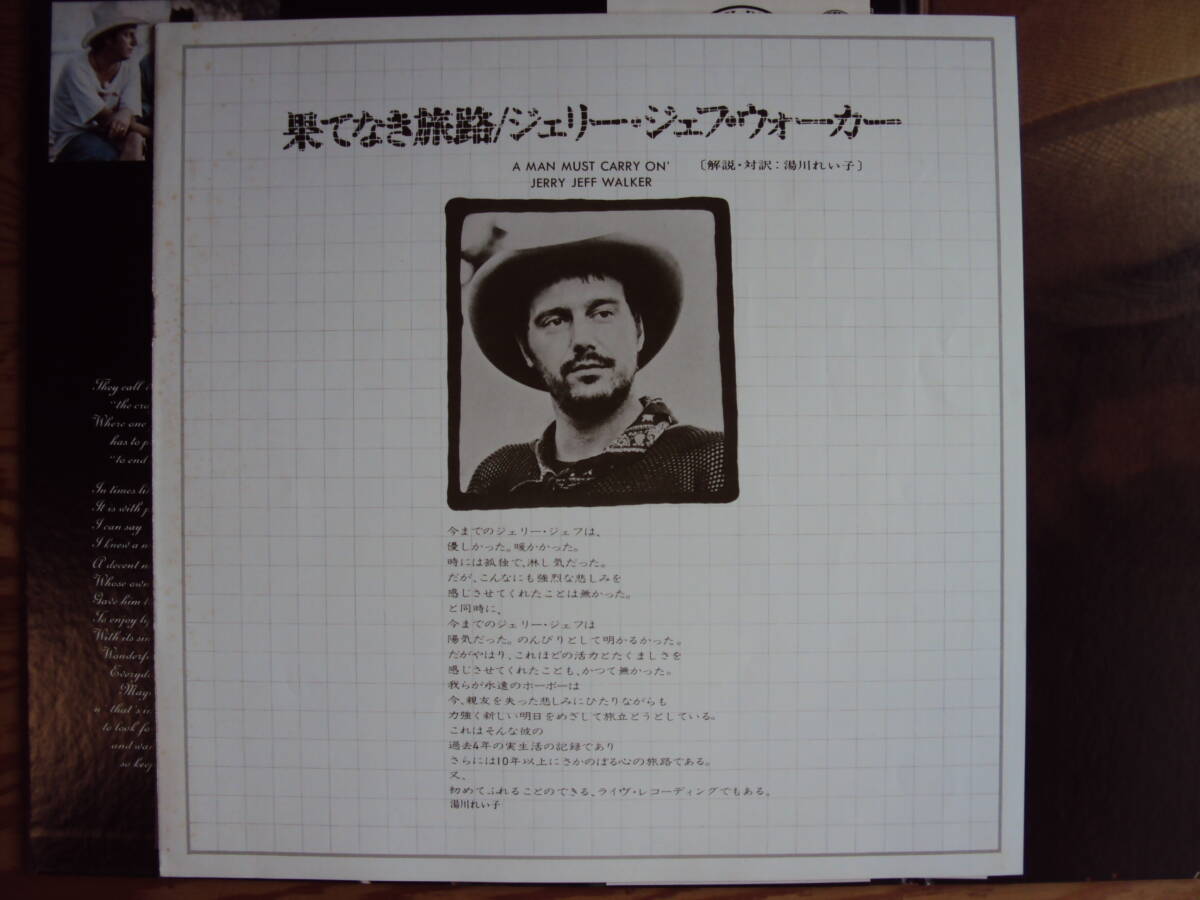 果てなき旅路/ジェリー・ジェフ・ウォーカー
A MAN MUST CARRY ON' 〔解説・対訳：湯川れい子〕
JERRY JEFF WALKER
今までのジェリー・ジェフは、
優しかった。暖かかった。
時には孤独で、淋し気だった。
だが、こんなにも強烈な悲しみを
感じさせてくれたことは無かった。
と同時に、
今までのジェリー・ジェフは
陽気だった。のんびりとして明かるかった。
だがやはり、これほどの活力とたくましさを
感じさせてくれたことも、かつて無かった。
我らが永遠のホーボーは
今、親友を失った悲しみにひたりながらも
力強く新しい明日をめざして旅立とうとしている。
これはそんな彼の
過去4年の実生活の記録であり
さらには10年以上にさかのぼる心の旅路である。
又、
初めてふれることのできる、ライヴ・レコーディングでもある。
湯川れい子
They call
"the
Where one
has to
"to end
In times
It is with
I can say
I knew a
A decent
Whose own
Gave him
To enjoy
With its
Everyday
n' that's
to look
and
so keep